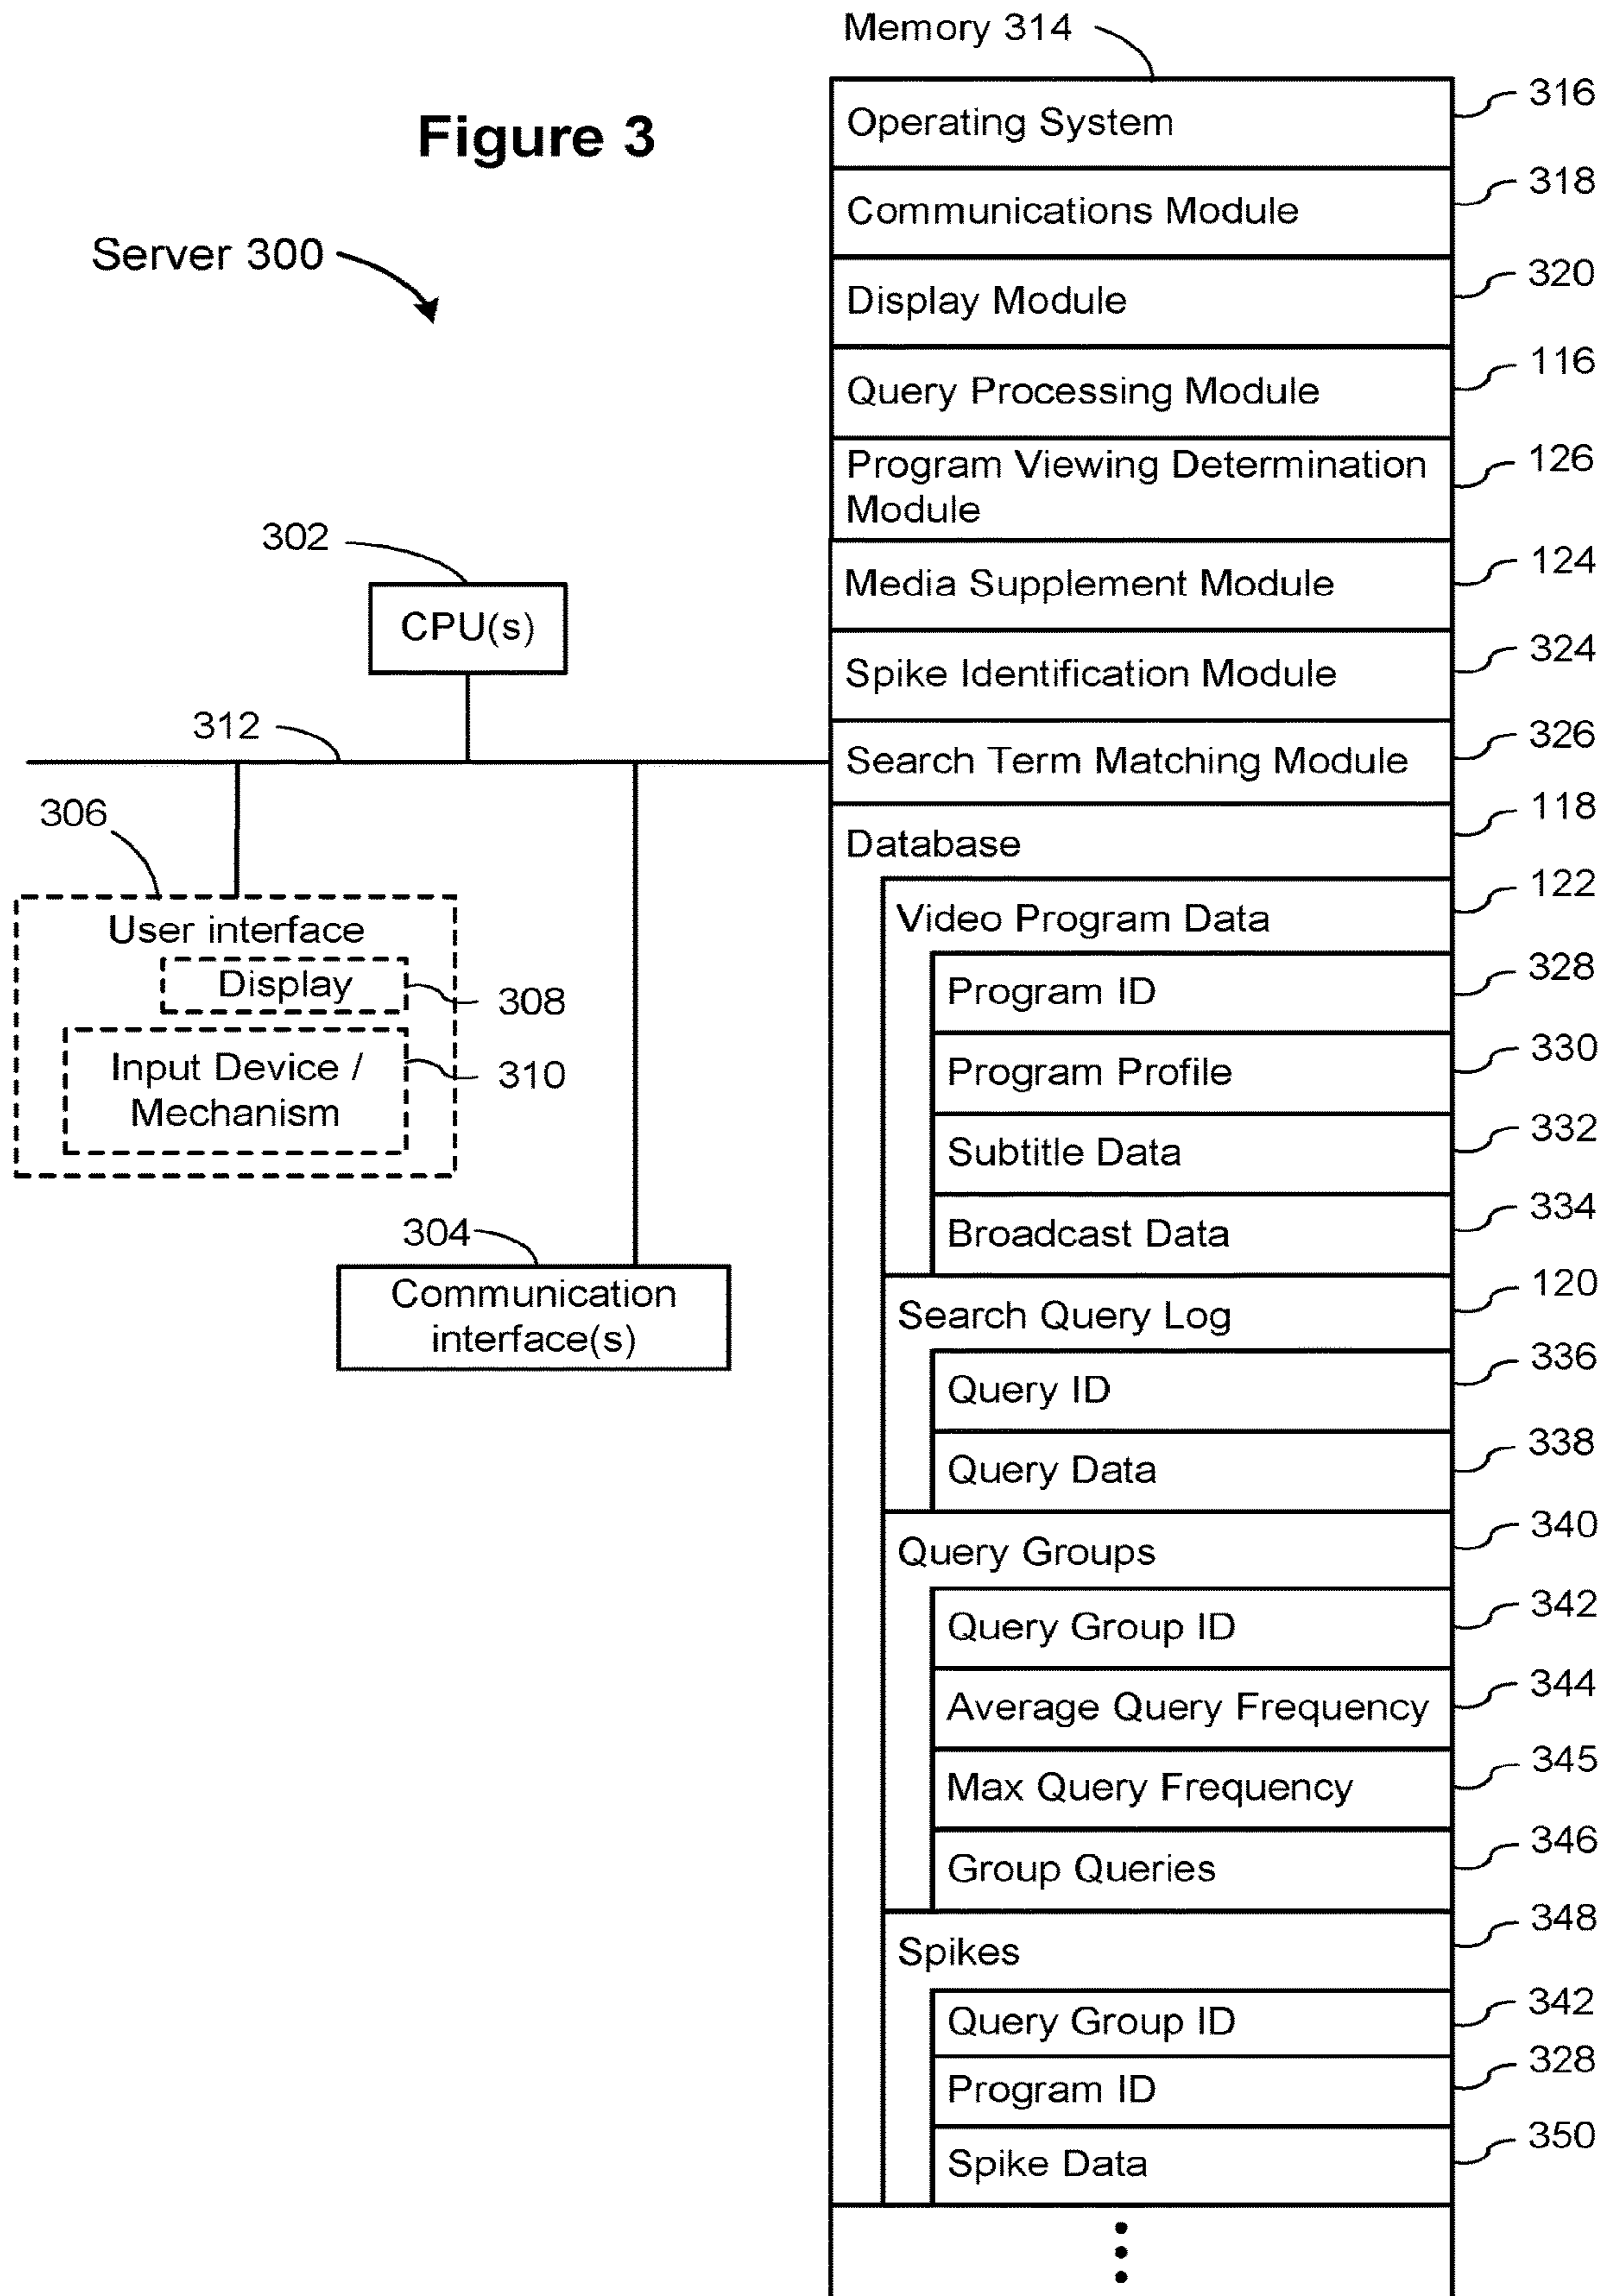 Memory 314
Figure 3
Server 300
Operating System
316
Communications Module
318
Display Module
320
Query Processing Module
116
Program Viewing Determination
Module
126
Media Supplement Module
124
Spike Identification Module
324
Search Term Matching Module
326
Database
118
Video Program Data
122
Program ID
328
Program Profile
330
Subtitle Data
332
Broadcast Data
334
Search Query Log
120
Query ID
336
Query Data
338
Query Groups
340
Query Group ID
342
Average Query Frequency
344
Max Query Frequency
345
Group Queries
346
Spikes
348
Query Group ID
342
Program ID
328
Spike Data
350
302
CPU(s)
312
306
User interface
Display
308
Input Device /
Mechanism
310
304
Communication
interface(s)